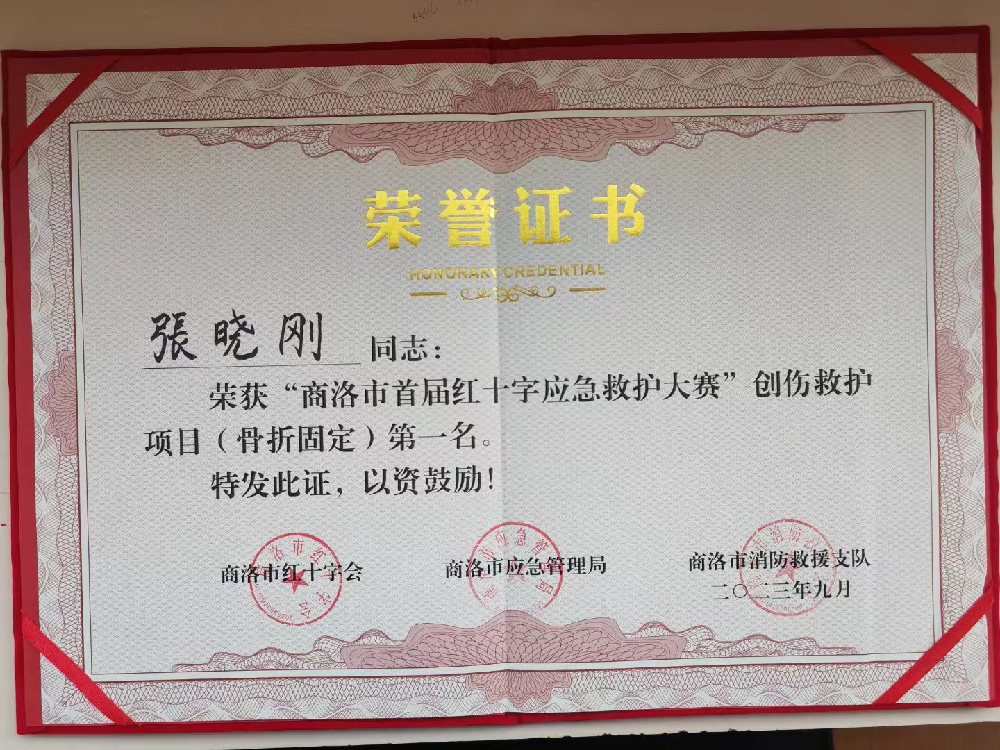 荣誉证书
HONORARY CREDENTIAL
張晓刚 同志：
荣获“商洛市首届红十字应急救护大赛”创伤救护
项目（骨折固定）第一名。
特发此证，以资鼓励！
商洛市红十字会 商洛市应急管理局 商洛市消防救援支队
二〇二三年九月